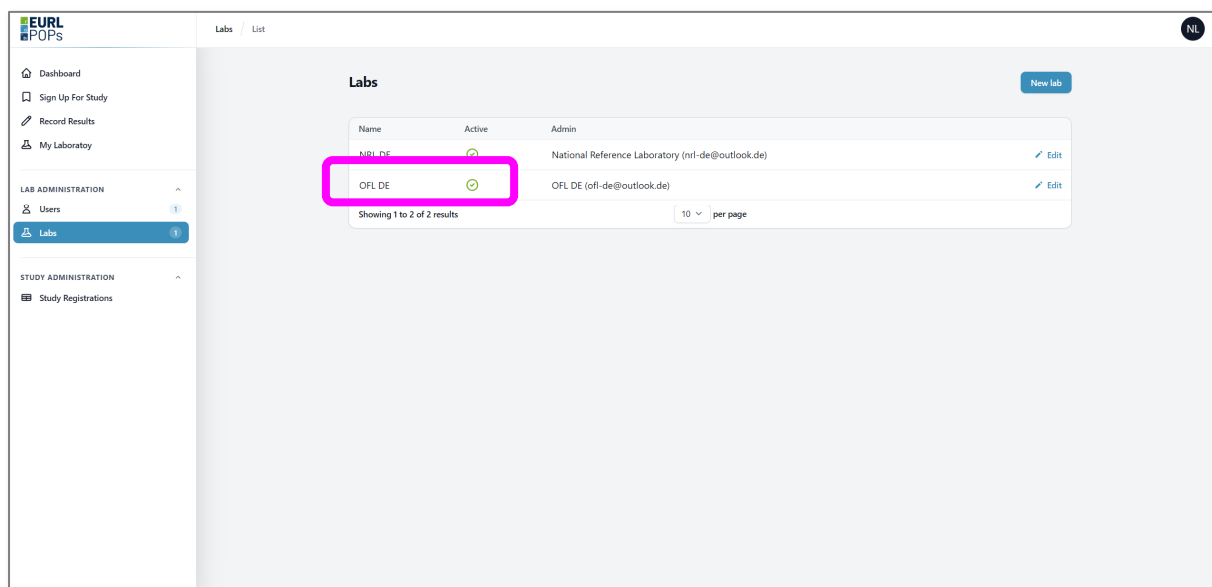 EURL
POPs
Labs / List
NL
Dashboard
Sign Up For Study
Record Results
My Laboratoy
LAB ADMINISTRATION
Users 1
Labs 1
STUDY ADMINISTRATION
Study Registrations
Labs
New lab
Name Active Admin
NRL DE National Reference Laboratory (nrl-de@outlook.de) Edit
OFL DE OFL DE (ofl-de@outlook.de) Edit
Showing 1 to 2 of 2 results 10 per page